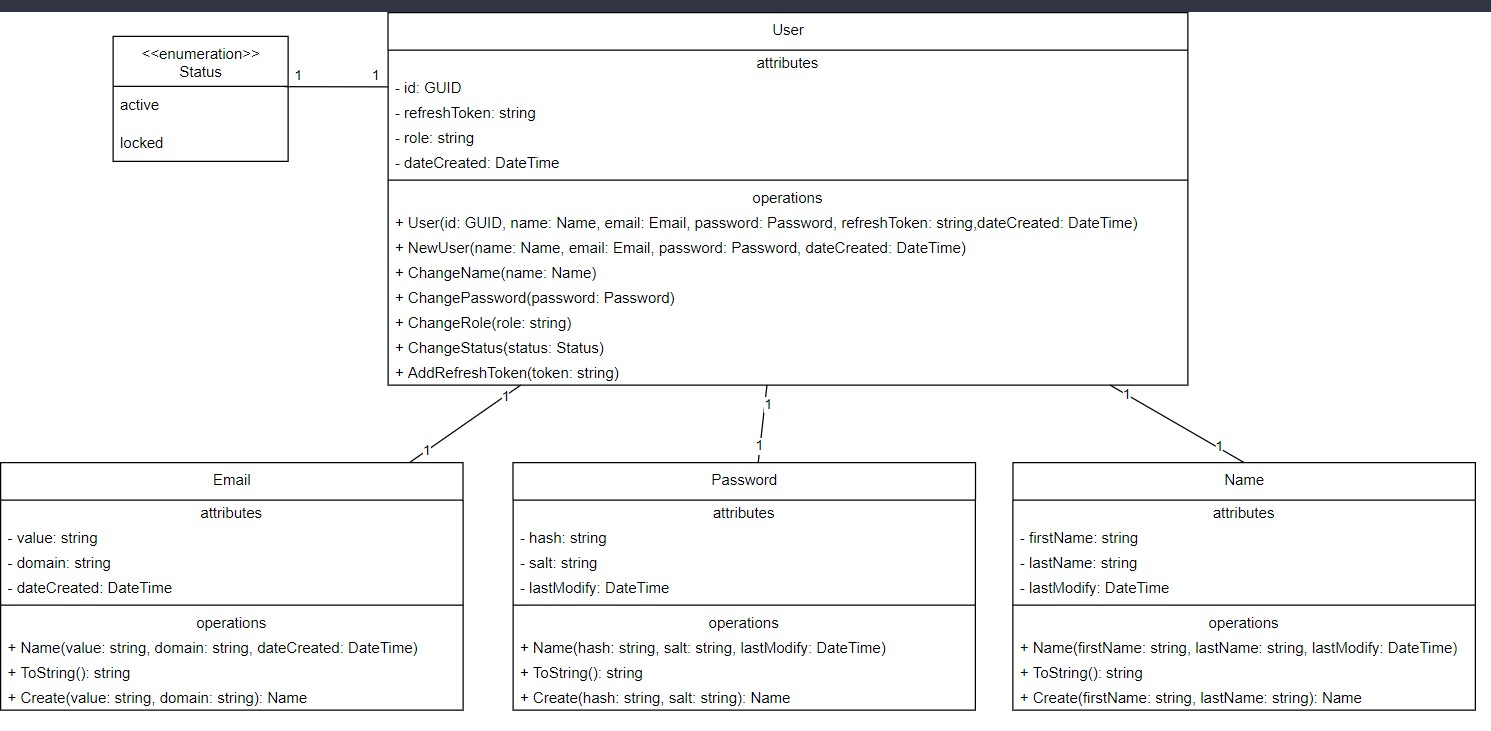 <<enumeration>>
Status
active
locked
1
1
User
attributes
- id: GUID
- refreshToken: string
- role: string
- dateCreated: DateTime
operations
+ User(id: GUID, name: Name, email: Email, password: Password, refreshToken: string,dateCreated: DateTime)
+ NewUser(name: Name, email: Email, password: Password, dateCreated: DateTime)
+ ChangeName(name: Name)
+ ChangePassword(password: Password)
+ ChangeRole(role: string)
+ ChangeStatus(status: Status)
+ AddRefreshToken(token: string)
1
1
1
1
1
1
Email
attributes
- value: string
- domain: string
- dateCreated: DateTime
operations
+ Name(value: string, domain: string, dateCreated: DateTime)
+ ToString(): string
+ Create(value: string, domain: string): Name
Password
attributes
- hash: string
- salt: string
- lastModify: DateTime
operations
+ Name(hash: string, salt: string, lastModify: DateTime)
+ ToString(): string
+ Create(hash: string, salt: string): Name
Name
attributes
- firstName: string
- lastName: string
- lastModify: DateTime
operations
+ Name(firstName: string, lastName: string, lastModify: DateTime)
+ ToString(): string
+ Create(firstName: string, lastName: string): Name